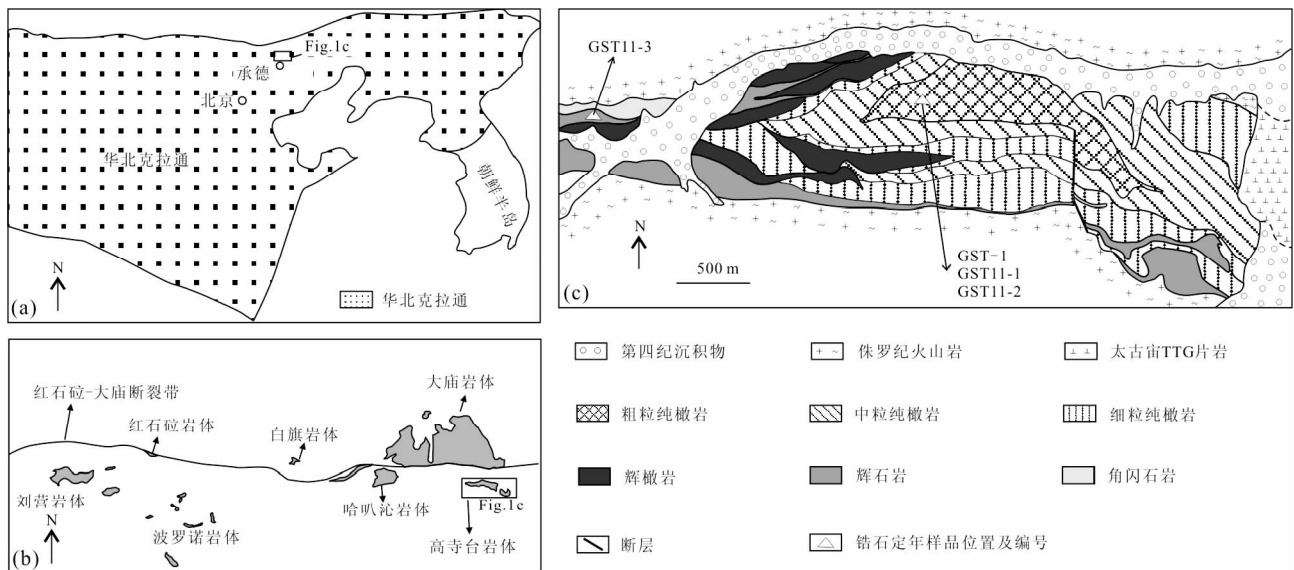 Fig.1c
承德
北京
华北克拉通
朝鲜半岛
N
(a)
华北克拉通
GST11-3
N
500 m
GST-1
GST11-1
GST11-2
(c)
红石砬-大庙断裂带
红石砬岩体
白旗岩体
大庙岩体
刘营岩体
N
波罗诺岩体
哈叭沁岩体
Fig.1c
高寺台岩体
(b)
第四纪沉积物
侏罗纪火山岩
太古宙TTG片岩
粗粒纯橄岩
中粒纯橄岩
细粒纯橄岩
辉橄岩
辉石岩
角闪石岩
断层
锆石定年样品位置及编号